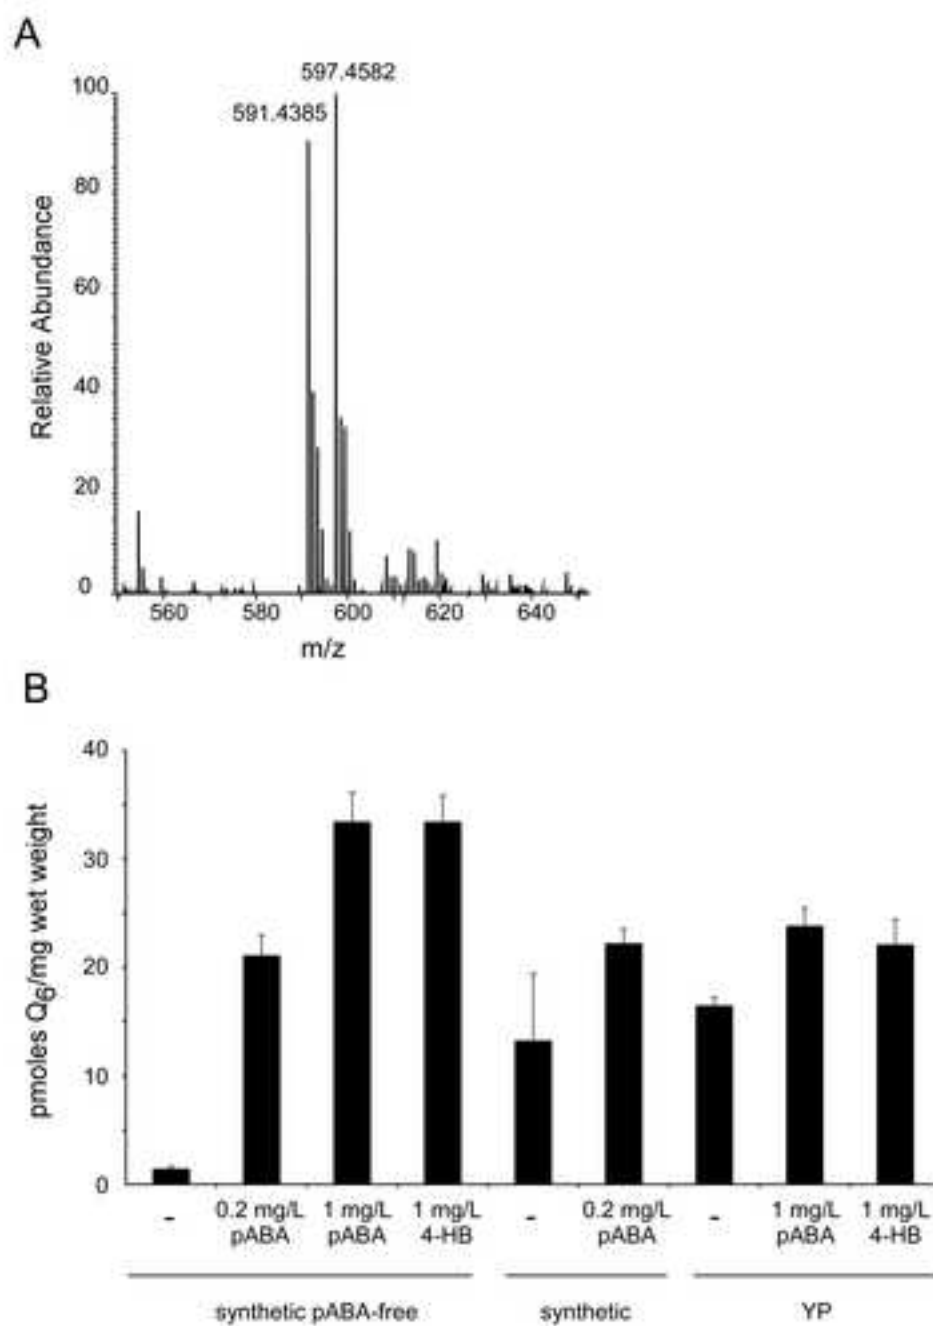 A
597.4582
591.4385
100
80
60
40
20
0
Relative Abundance
560 580 600 620 640
m/z
B
40
30
20
10
0
pmoles Q6/mg wet weight
- 0.2 mg/L 1 mg/L 1 mg/L - 0.2 mg/L - 1 mg/L 1 mg/L
pABA pABA 4-HB pABA pABA 4-HB
synthetic pABA-free synthetic YP